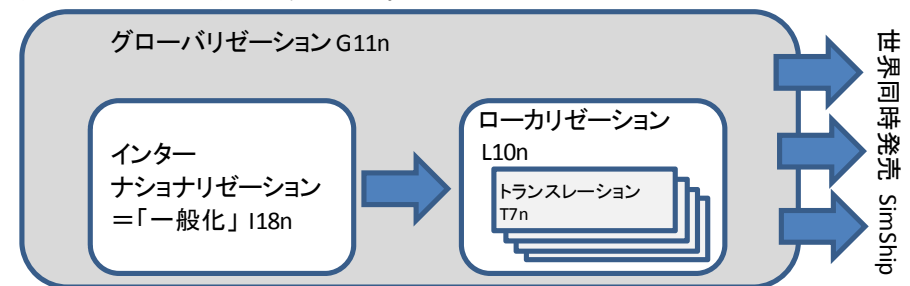 グローバリゼーション G11n
インター
ナショナリゼーション
＝「一般化」 I18n
ローカリゼーション
L10n
トランスレーション
T7n
世界同時発売 SimShip